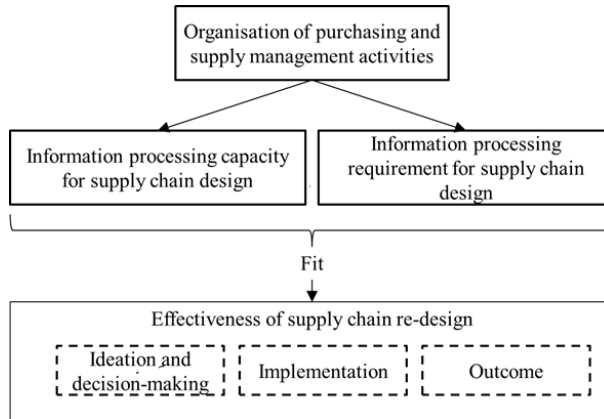 Organisation of purchasing and
supply management activities
Information processing capacity
for supply chain design
Information processing
requirement for supply chain
design
Fit
Effectiveness of supply chain re-design
Ideation and
decision-making
Implementation
Outcome